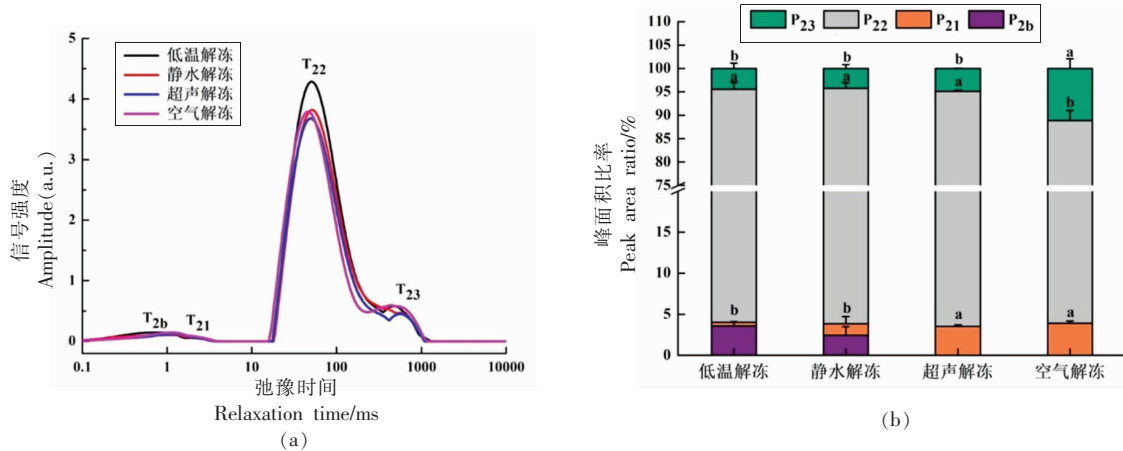 低温解冻
静水解冻
超声解冻
空气解冻
T22
T2b
T21
T23
5
4
3
2
1
0
0.1
1
10
100
1000
10000
信号强度
Amplitude(a.u.)
弛豫时间
Relaxation time/ms
(a)
P23
P22
P21
P2b
110
105
100
95
90
85
80
75
15
10
5
0
b
a
b
b
a
b
b
a
a
a
b
a
低温解冻
静水解冻
超声解冻
空气解冻
峰面积比率
Peak area ratio/%
(b)